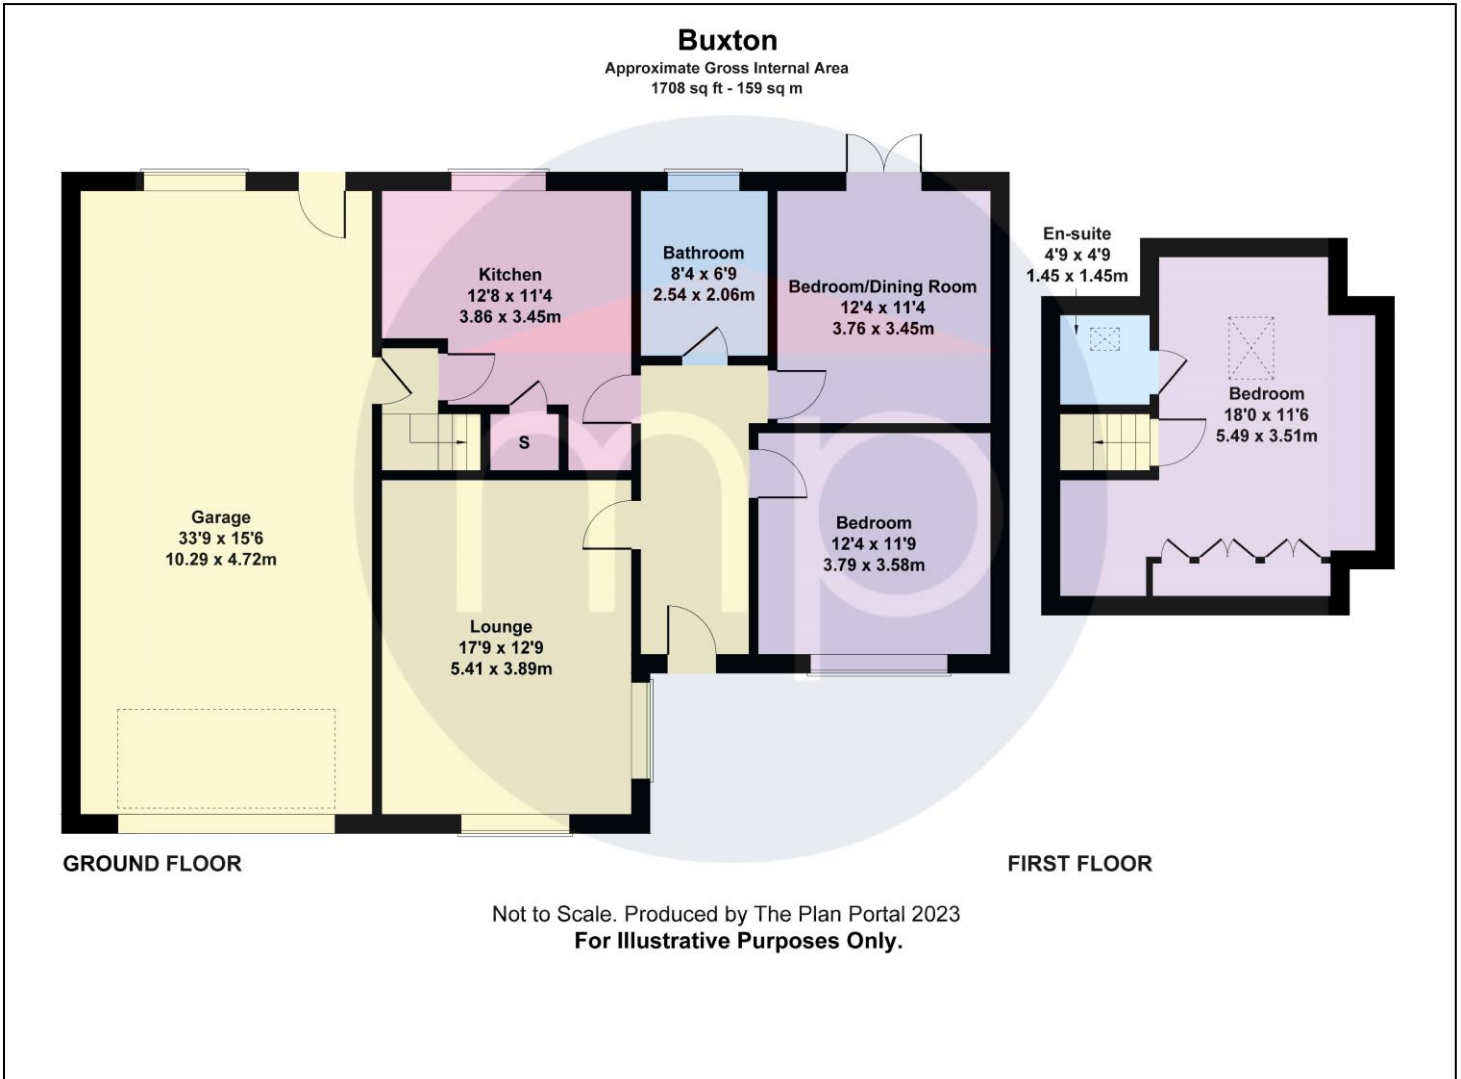 Buxton
Approximate Gross Internal Area
1708 sq ft - 159 sq m
Kitchen
12'8 x 11'4
3.86 x 3.45m
Bathroom
8'4 x 6'9
2.54 x 2.06m
Bedroom/Dining Room
12'4 x 11'4
3.76 x 3.45m
En-suite
4'9 x 4'9
1.45 x 1.45m
Bedroom
18'0 x 11'6
5.49 x 3.51m
S
Garage
33'9 x 15'6
10.29 x 4.72m
Bedroom
12'4 x 11'9
3.79 x 3.58m
Lounge
17'9 x 12'9
5.41 x 3.89m
mp
GROUND FLOOR
FIRST FLOOR
Not to Scale. Produced by The Plan Portal 2023
For Illustrative Purposes Only.